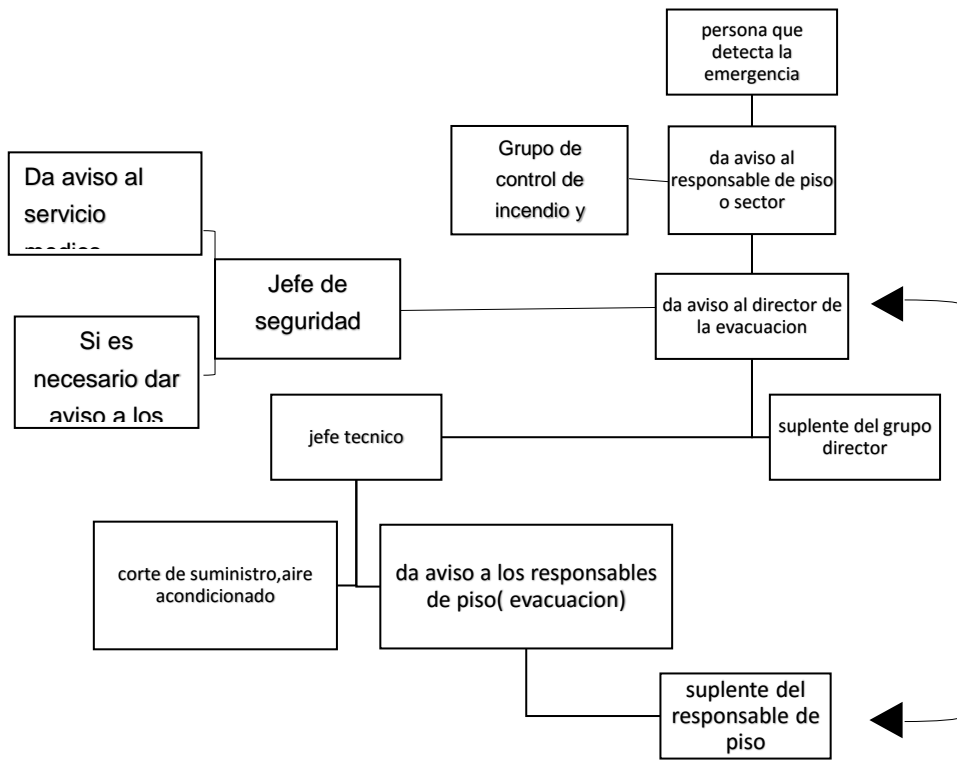 persona que
detecta la
emergencia
Grupo de
control de
incendio y
da aviso al
responsable de piso
o sector
Da aviso al
servicio
Jefe de
seguridad
da aviso al director de
la evacuacion
Si es
necesario dar
aviso a los
jefe tecnico
suplente del grupo
director
corte de suministro,aire
acondicionado
da aviso a los responsables
de piso( evacuacion)
suplente del
responsable de
piso